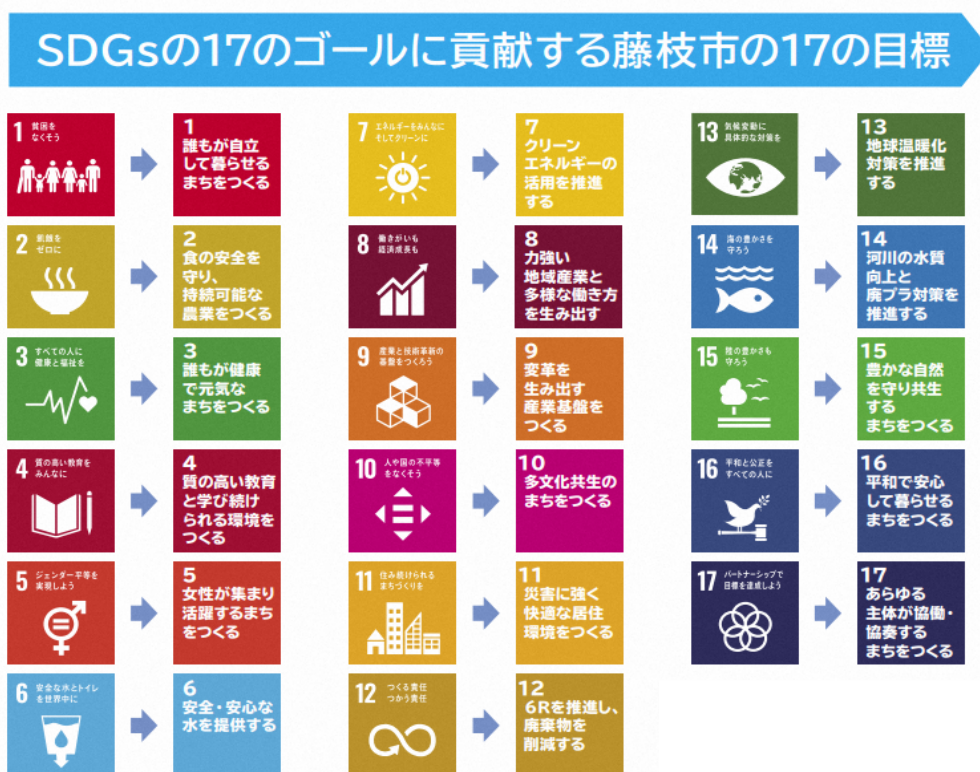 SDGsの17のゴールに貢献する藤枝市の17の目標
1 貧困を
なくそう
1
誰もが自立
して暮らせる
まちをつくる
2 飢餓を
ゼロに
2
食の安全を
守り、
持続可能な
農業をつくる
3 すべての人に
健康と福祉を
3
誰もが健康
で元気な
まちをつくる
4 質の高い教育を
みんなに
4
質の高い教育
と学び続け
られる環境を
つくる
5 ジェンダー平等を
実現しよう
5
女性が集まり
活躍するまち
をつくる
6 安全な水とトイレ
を世界中に
6
安全・安心な
水を提供する
7 エネルギーをみんなに
そしてクリーンに
7
クリーン
エネルギーの
活用を推進
する
8 働きがいも
経済成長も
8
力強い
地域産業と
多様な働き方
を生み出す
9 産業と技術革新の
基盤をつくろう
9
変革を
生み出す
産業基盤を
つくる
10 人や国の不平等
をなくそう
10
多文化共生の
まちをつくる
11 住み続けられる
まちづくりを
11
災害に強く
快適な居住
環境をつくる
12 つくる責任
つかう責任
12
6Rを推進し、
廃棄物を
削減する
13 気候変動に
具体的な対策を
13
地球温暖化
対策を推進
する
14 海の豊かさを
守ろう
14
河川の水質
向上と
廃プラ対策を
推進する
15 陸の豊かさも
守ろう
15
豊かな自然
を守り共生
する
まちをつくる
16 平和と公正を
すべての人に
16
平和で安心
して暮らせる
まちをつくる
17 パートナーシップで
目標を達成しよう
17
あらゆる
主体が協働・
協奏する
まちをつくる